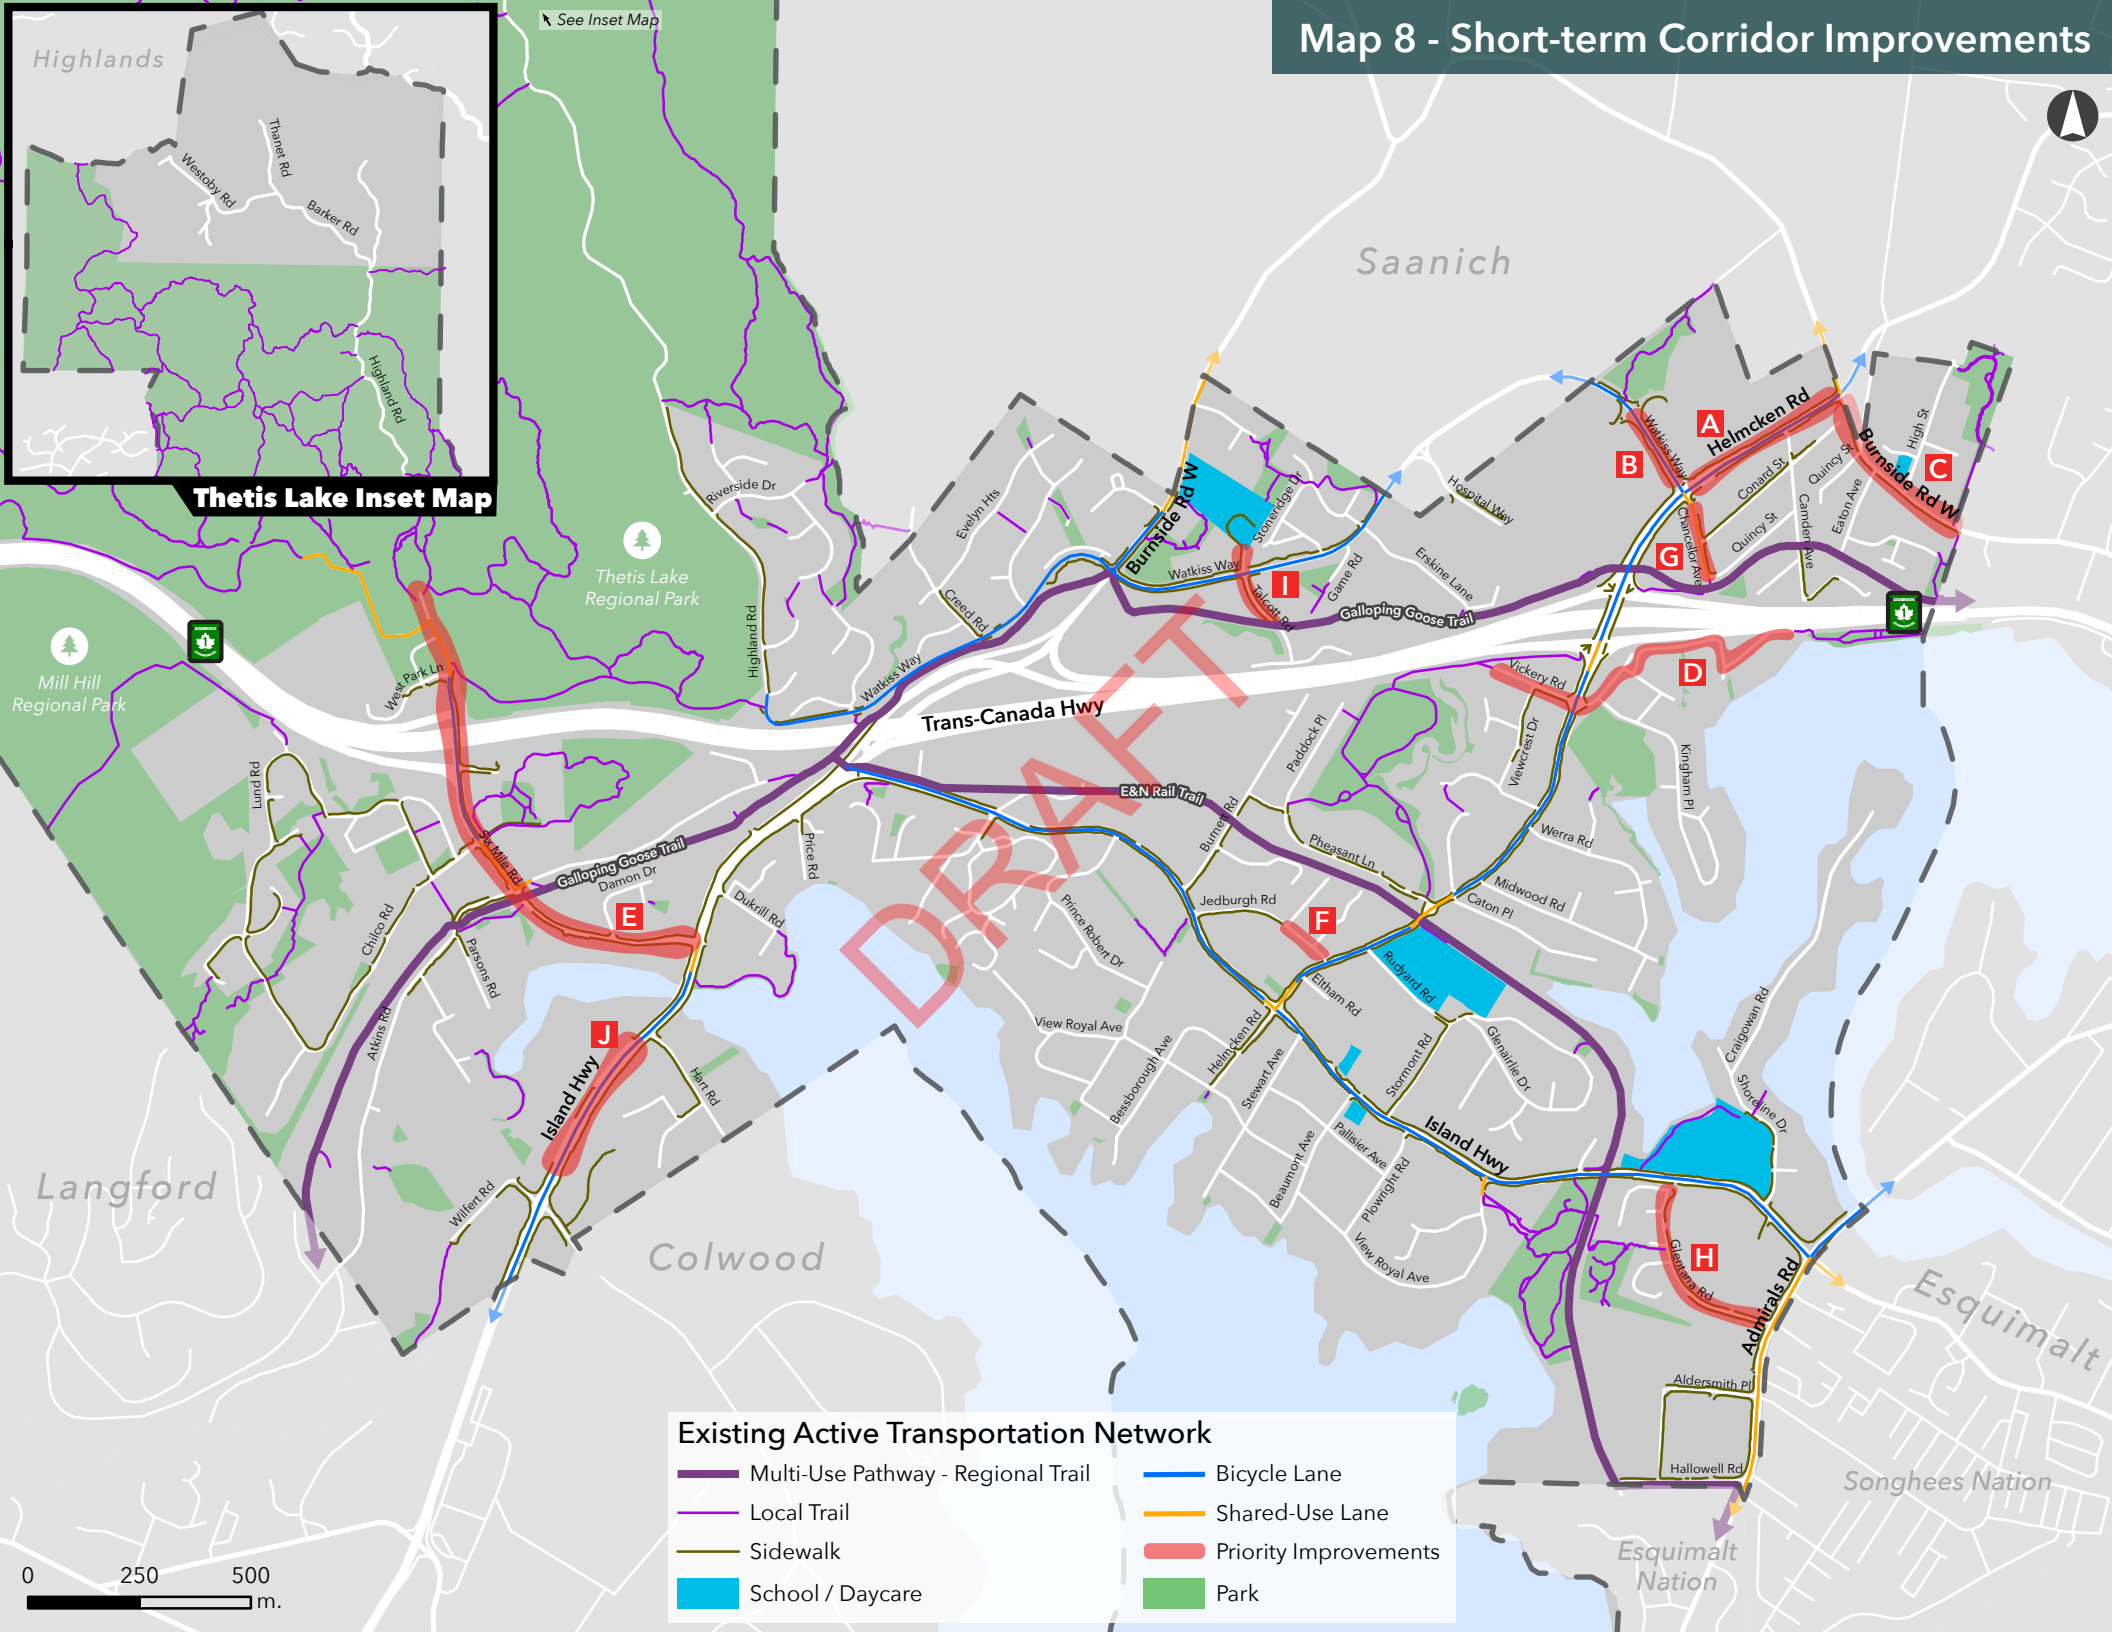 Map 8 - Short-term Corridor Improvements
See Inset Map
Highlands
Thanet Rd
Westoby Rd
Barker Rd
Highland Rd
Thetis Lake Inset Map
Saanich
Helmcken Rd
A
B
Watkiss Way
Conard St
Quincy St
High St
C
Burnside Rd W
Eaton Ave
Camden Ave
Quincy St
Chancellor Ave
G
Hospital Way
Riverside Dr
Evelyn Hts
Burnside Rd W
Stoneridge Dr
Watkiss Way
I
Talcott Rd
Game Rd
Erskine Lane
Galloping Goose Trail
Thetis Lake
Regional Park
Highland Rd
Creed Rd
Watkiss Way
Mill Hill
Regional Park
1
West Park Ln
Trans-Canada Hwy
Vickery Rd
D
Viewcrest Dr
Kingham Pl
Paddock Pl
Lund Rd
E&N Rail Trail
Burnett Rd
Pheasant Ln
Werra Rd
Midwood Rd
Caton Pl
Six Mile Rd
Galloping Goose Trail
Damon Dr
Price Rd
Dukrill Rd
E
Chilco Rd
Parsons Rd
Atkins Rd
Jedburgh Rd
F
Prince Robert Dr
Rudyard Rd
Eltham Rd
View Royal Ave
Helmcken Rd
Bessborough Ave
Stewart Ave
Stormont Rd
Glenairlie Dr
Craigowan Rd
Shoreline Dr
J
Island Hwy
Hart Rd
Island Hwy
Pallisier Ave
Beaumont Ave
Plowright Rd
View Royal Ave
Wilfert Rd
Langford
Colwood
H
Glentana Rd
Admirals Rd
Esquimalt
Aldersmith Pl
Hallowell Rd
Songhees Nation
Esquimalt
Nation
DRAFT
Existing Active Transportation Network
Multi-Use Pathway - Regional Trail
Local Trail
Sidewalk
School / Daycare
Bicycle Lane
Shared-Use Lane
Priority Improvements
Park
0 250 500
m.